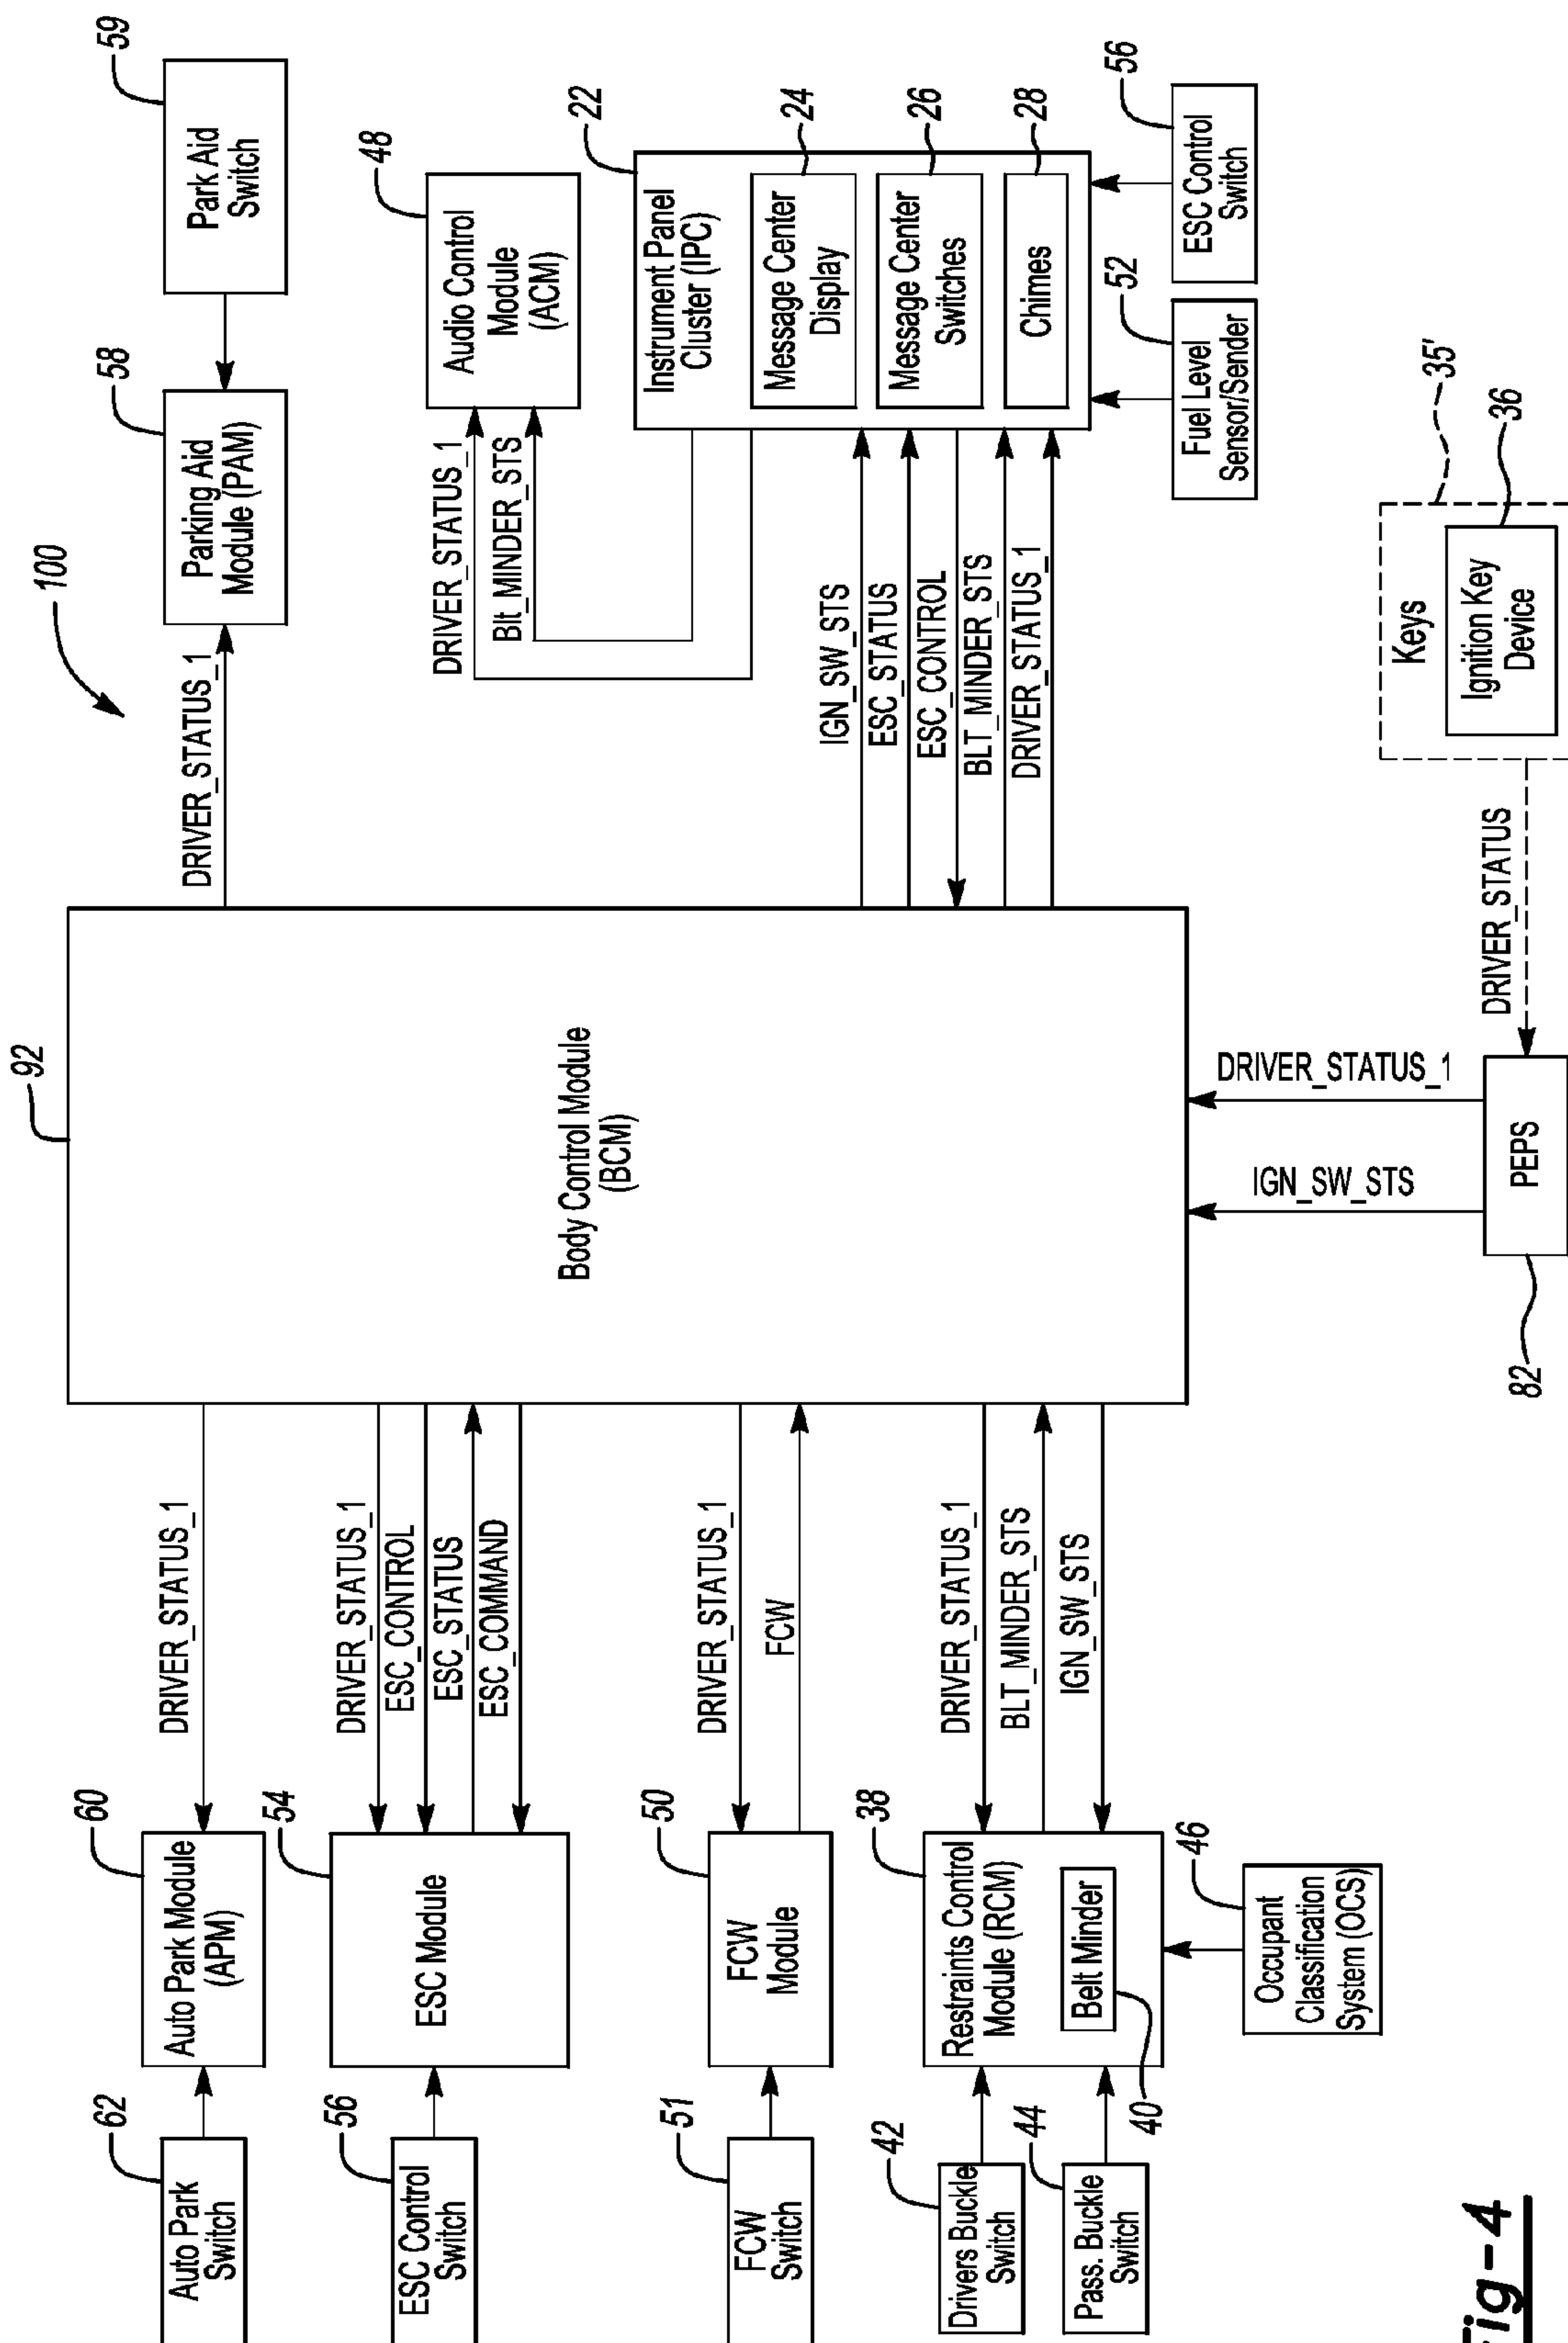 100
92
Body Control Module
(BCM)
62
Auto Park
Switch
60
Auto Park Module
(APM)
DRIVER_STATUS_1
56
ESC Control
Switch
54
ESC Module
DRIVER_STATUS_1
ESC_CONTROL
ESC_STATUS
ESC_COMMAND
51
FCW
Switch
50
FCW
Module
DRIVER_STATUS_1
FCW
42
Drivers Buckle
Switch
44
Pass. Buckle
Switch
38
Restraints Control
Module (RCM)
Belt Minder
40
46
Occupant
Classification
System (OCS)
DRIVER_STATUS_1
BLT_MINDER_STS
IGN_SW_STS
DRIVER_STATUS_1
58
Parking Aid
Module (PAM)
59
Park Aid
Switch
DRIVER_STATUS_1
Blt_MINDER_STS
48
Audio Control
Module
(ACM)
22
Instrument Panel
Cluster (IPC)
Message Center
Display
24
Message Center
Switches
26
Chimes
28
IGN_SW_STS
ESC_STATUS
ESC_CONTROL
BLT_MINDER_STS
DRIVER_STATUS_1
52
Fuel Level
Sensor/Sender
56
ESC Control
Switch
IGN_SW_STS
DRIVER_STATUS_1
82
PEPS
DRIVER_STATUS
Keys
35'
Ignition Key
Device
36
Fig-4